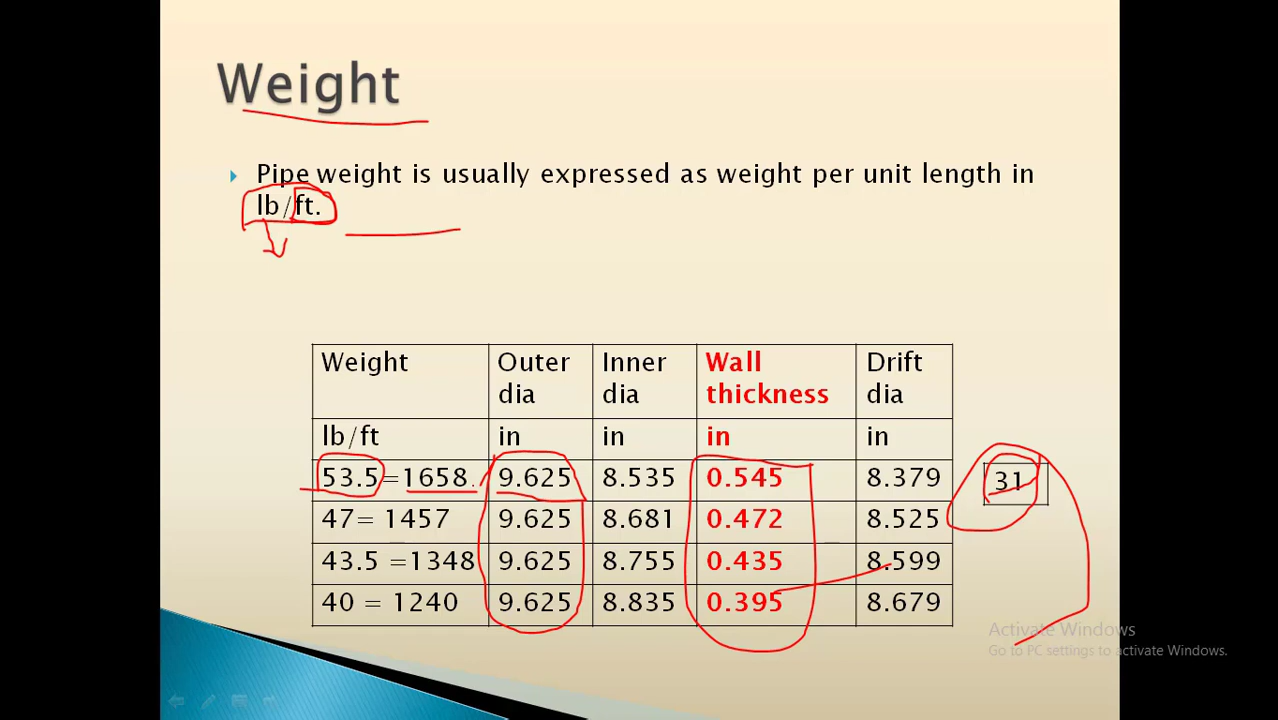 Weight
Pipe weight is usually expressed as weight per unit length in
lb/ft.
Weight Outer dia Inner dia Wall thickness Drift dia
lb/ft in in in in
53.5=1658. 9.625 8.535 0.545 8.379 31
47= 1457 9.625 8.681 0.472 8.525
43.5 =1348 9.625 8.755 0.435 8.599
40 = 1240 9.625 8.835 0.395 8.679
Activate Windows
Go to PC settings to activate Windows.